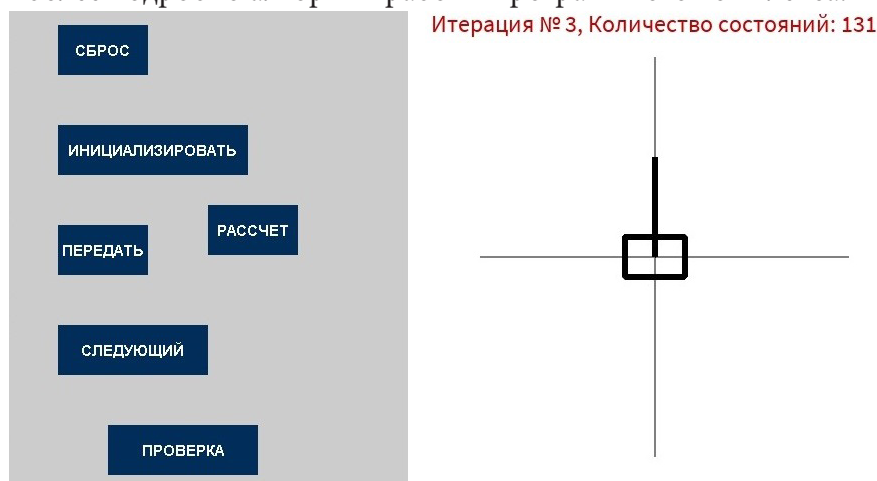 Итерация № 3, Количество состояний: 131
СБРОС
ИНИЦИАЛИЗИРОВАТЬ
РАССЧЕТ
ПЕРЕДАТЬ
СЛЕДУЮЩИЙ
ПРОВЕРКА